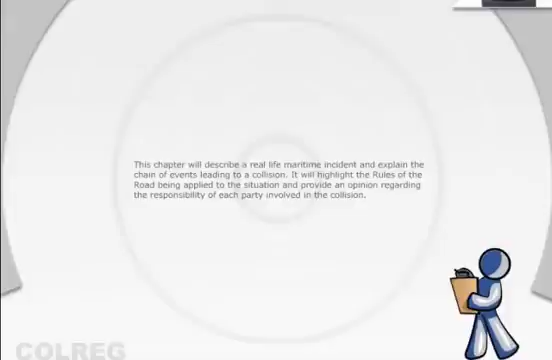 This chapter will describe a real life maritime incident and explain the
chain of events leading to a collision. It will highlight the Rules of the
Road being applied to the situation and provide an opinion regarding
the responsibility of each party involved in the collision.
COLREG